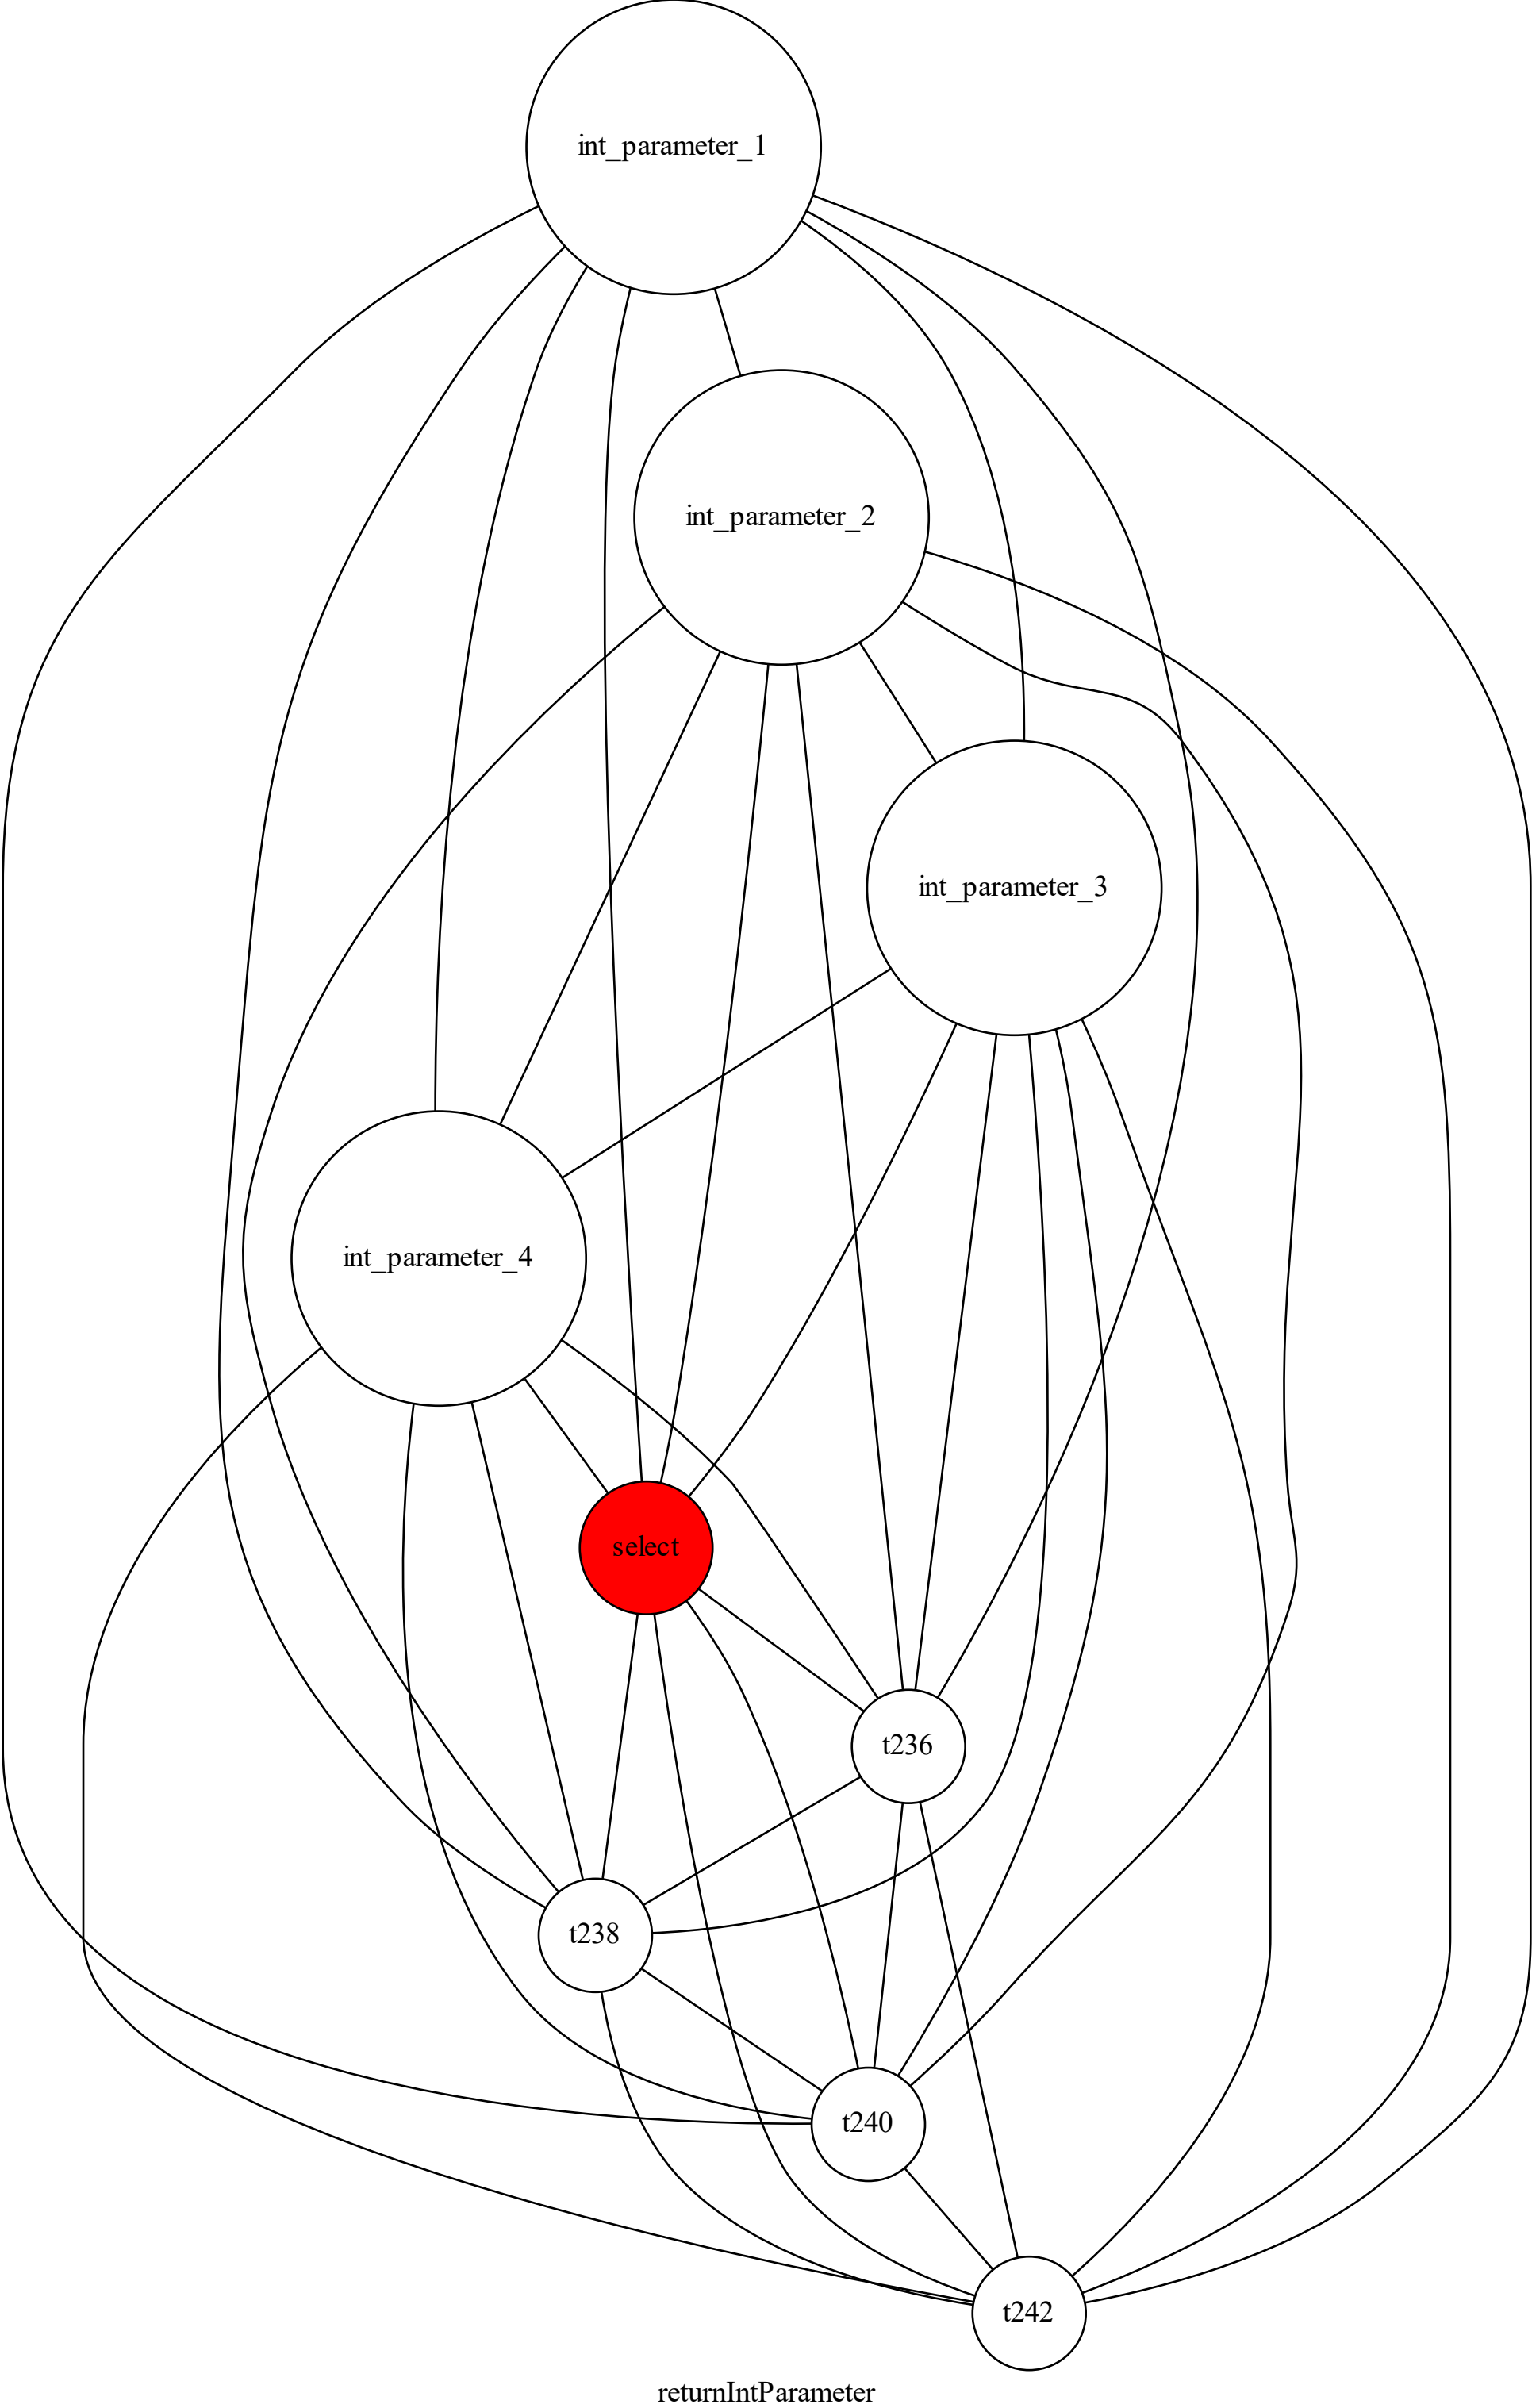 int_parameter_1
int_parameter_2
int_parameter_3
int_parameter_4
select
t236
t238
t240
t242
returnIntParameter